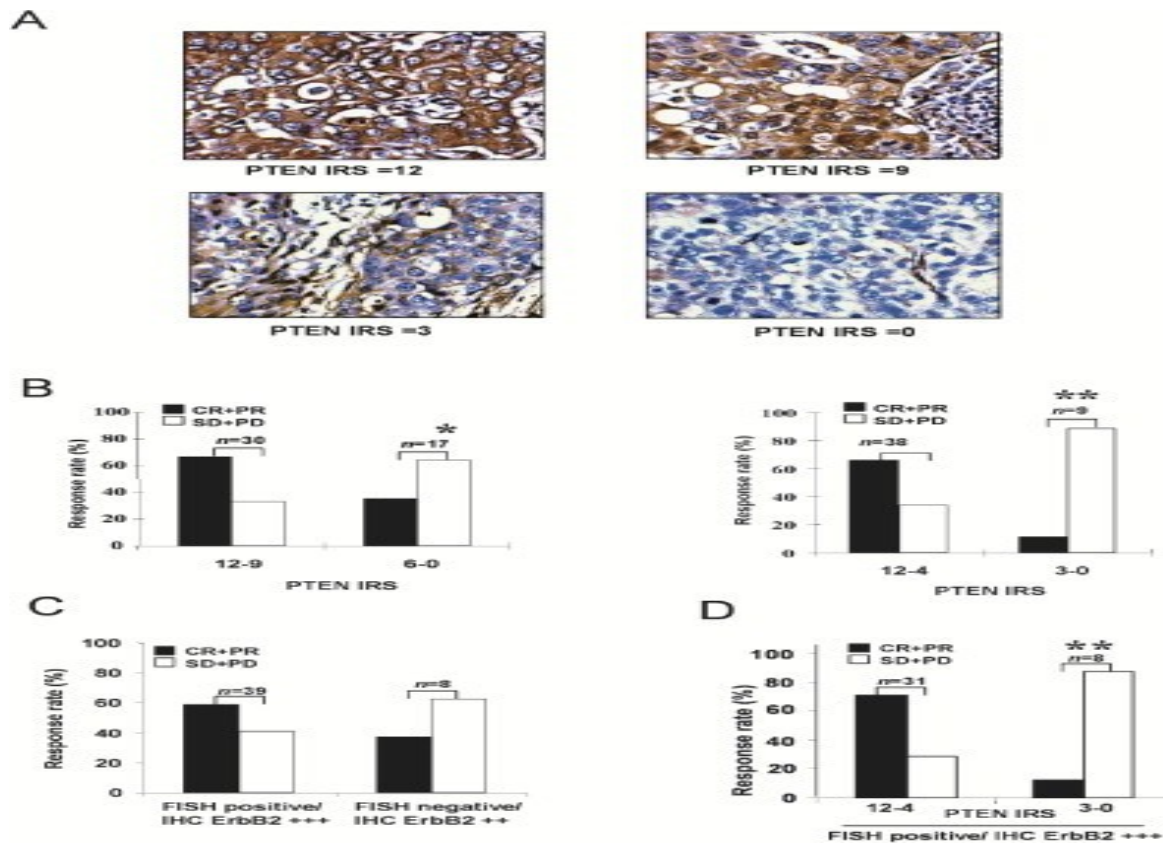 A
PTEN IRS =12
PTEN IRS =9
PTEN IRS =3
PTEN IRS =0
B
CR+PR
SD+PD
n=30
n=17
*
Response rate (%)
100
80
60
40
20
0
12-9
6-0
PTEN IRS
CR+PR
SD+PD
n=38
n=9
**
Response rate (%)
100
80
60
40
20
0
12-4
3-0
PTEN IRS
C
CR+PR
SD+PD
n=39
n=8
Response rate (%)
100
80
60
40
20
0
FISH positive/
IHC ErbB2 +++
FISH negative/
IHC ErbB2 ++
D
CR+PR
SD+PD
n=31
n=8
**
Response rate (%)
100
80
60
40
20
0
12-4
3-0
PTEN IRS
FISH positive/ IHC ErbB2 +++